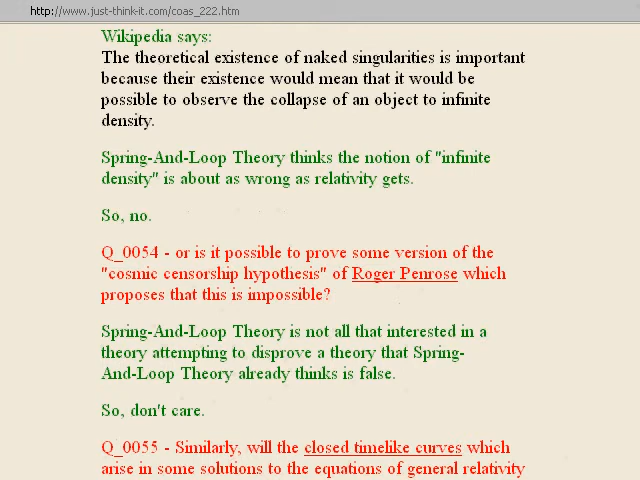 http://www.just-think-it.com/coas_222.htm
Wikipedia says:
The theoretical existence of naked singularities is important
because their existence would mean that it would be
possible to observe the collapse of an object to infinite
density.
Spring-And-Loop Theory thinks the notion of "infinite
density" is about as wrong as relativity gets.
So, no.
Q_0054 - or is it possible to prove some version of the
"cosmic censorship hypothesis" of Roger Penrose which
proposes that this is impossible?
Spring-And-Loop Theory is not all that interested in a
theory attempting to disprove a theory that Spring-
And-Loop Theory already thinks is false.
So, don't care.
Q_0055 - Similarly, will the closed timelike curves which
arise in some solutions to the equations of general relativity